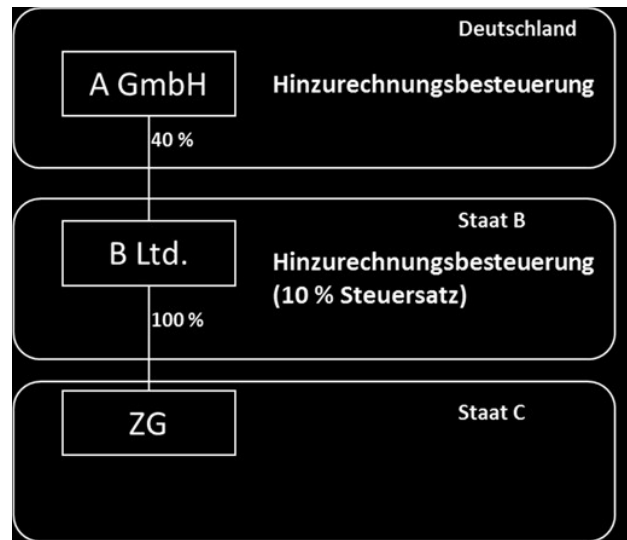 Deutschland
A GmbH
Hinzurechnungsbesteuerung
40 %
Staat B
B Ltd.
Hinzurechnungsbesteuerung
(10 % Steuersatz)
100 %
Staat C
ZG